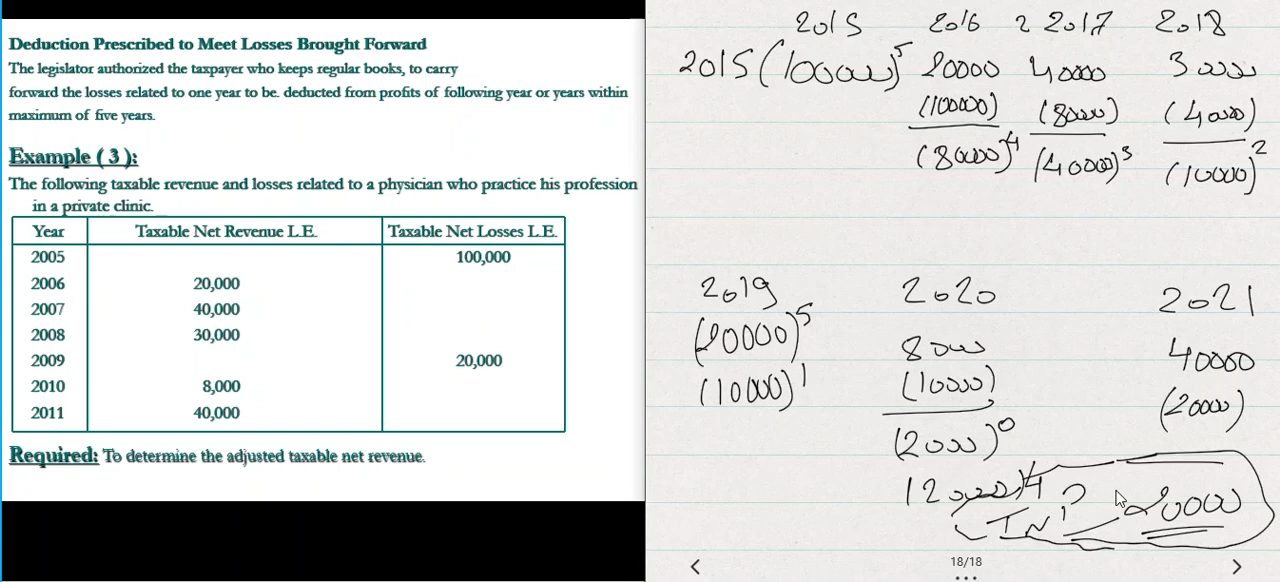 Deduction Prescribed to Meet Losses Brought Forward
The legislator authorized the taxpayer who keeps regular books, to carry
forward the losses related to one year to be. deducted from profits of following year or years within
maximum of five years.
Example ( 3 ):
The following taxable revenue and losses related to a physician who practice his profession
in a private clinic.
Year Taxable Net Revenue L.E. Taxable Net Losses L.E.
2005 100,000
2006 20,000
2007 40,000
2008 30,000
2009 20,000
2010 8,000
2011 40,000
Required: To determine the adjusted taxable net revenue.
2015 2016 2 2017 2018
2015 (100000)5 20000 40000 30000
(100000) (80000) (40000)
(80000)4 (40000)3 (10000)2
2019 2020 2021
(20000)5 8000 40000
(10000)1 (10000) (20000)
(2000)0
20000
18/18